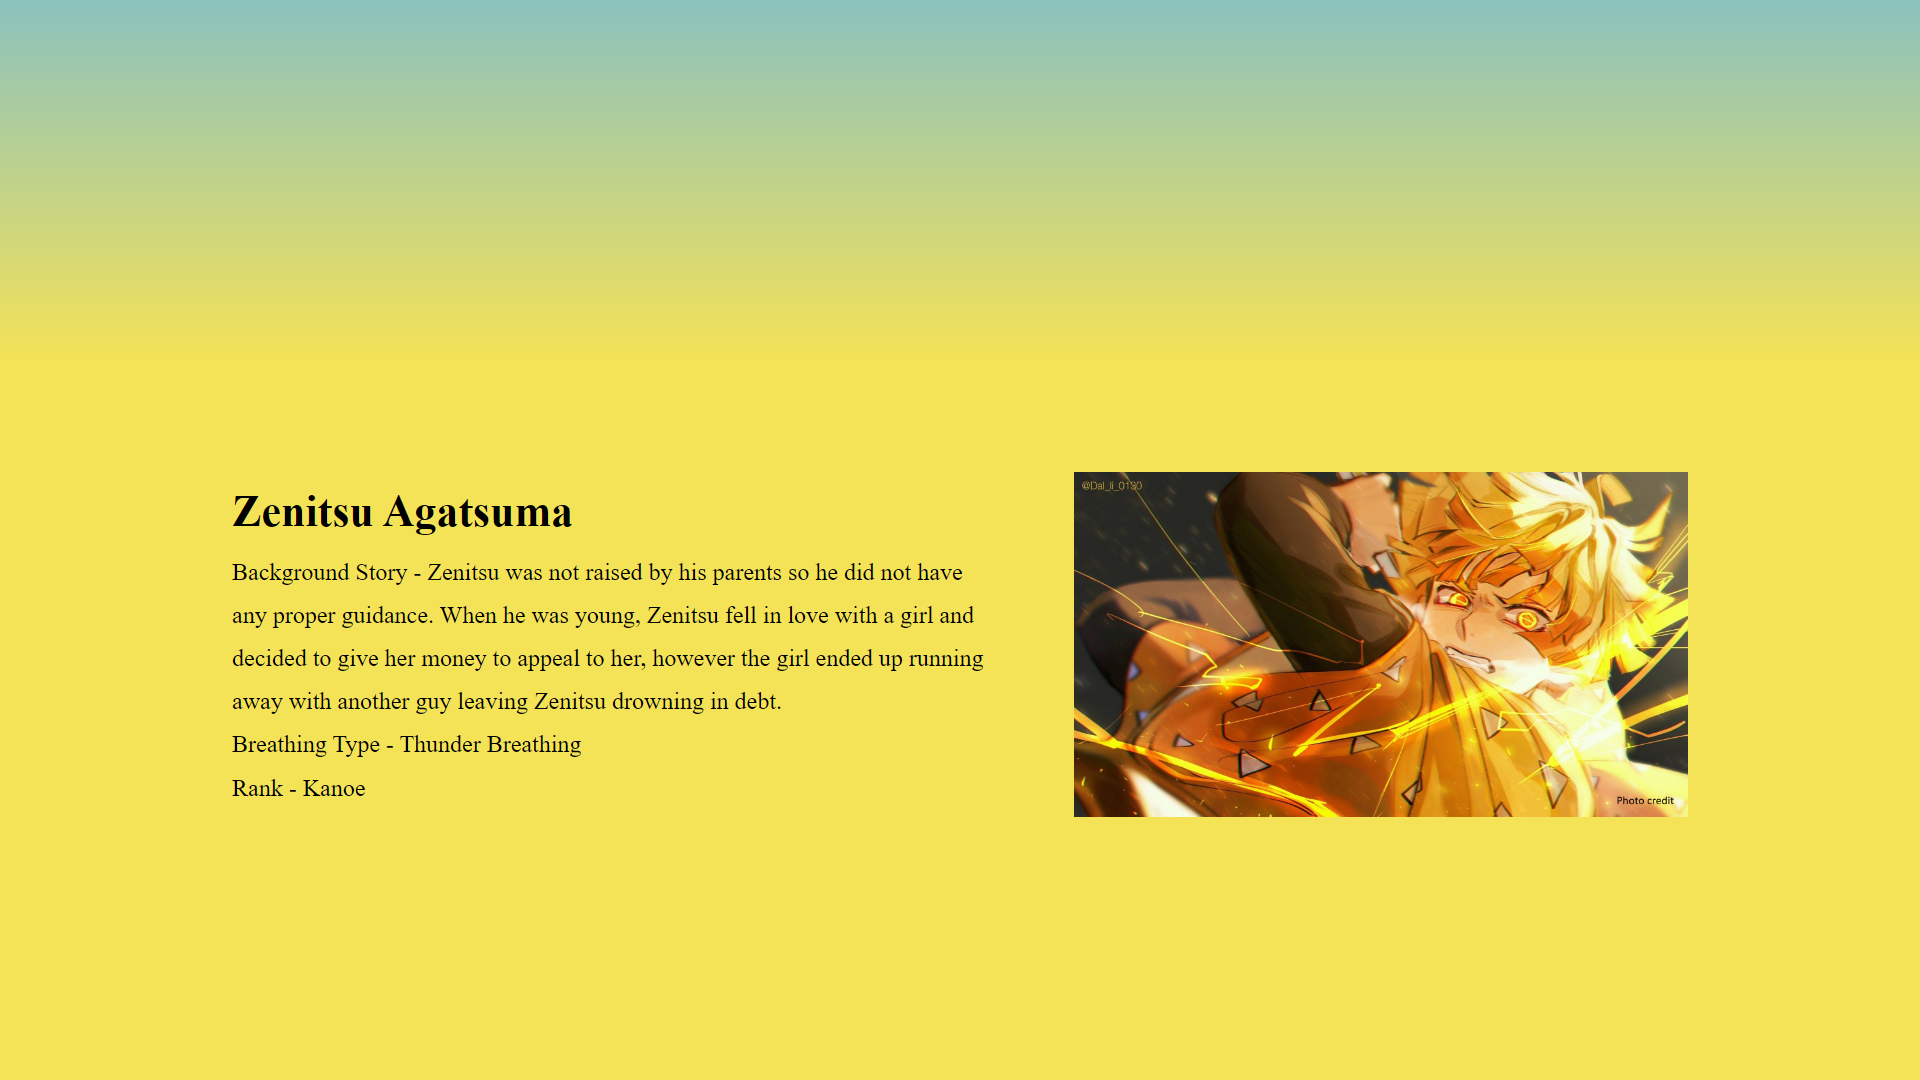 Zenitsu Agatsuma
Background Story - Zenitsu was not raised by his parents so he did not have
any proper guidance. When he was young, Zenitsu fell in love with a girl and
decided to give her money to appeal to her, however the girl ended up running
away with another guy leaving Zenitsu drowning in debt.
Breathing Type - Thunder Breathing
Rank - Kanoe
@Dal_li_0130
Photo credit